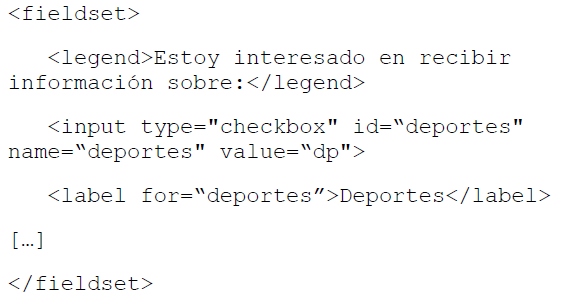 <fieldset>
<legend>Estoy interesado en recibir
información sobre:</legend>
<input type="checkbox" id=“deportes"
name=“deportes" value=“dp">
<label for=“deportes”>Deportes</label>
[…]
</fieldset>